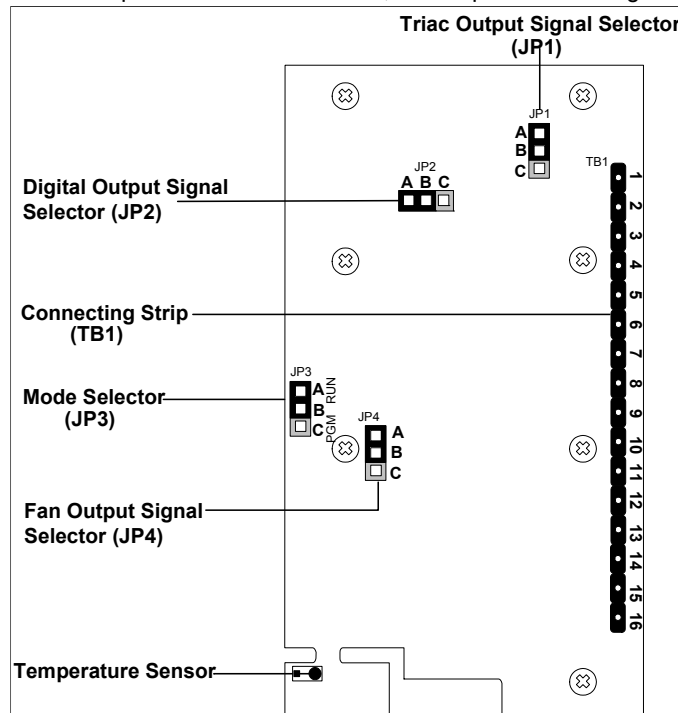 Triac Output Signal Selector
(JP1)
JP1
A
B
C
TB1
JP2
A B C
Digital Output Signal
Selector (JP2)
1
2
3
4
5
6
7
8
9
10
11
12
13
14
15
16
Connecting Strip
(TB1)
JP3
A
B
C
RUN
PGM
Mode Selector
(JP3)
JP4
A
B
C
Fan Output Signal
Selector (JP4)
Temperature Sensor